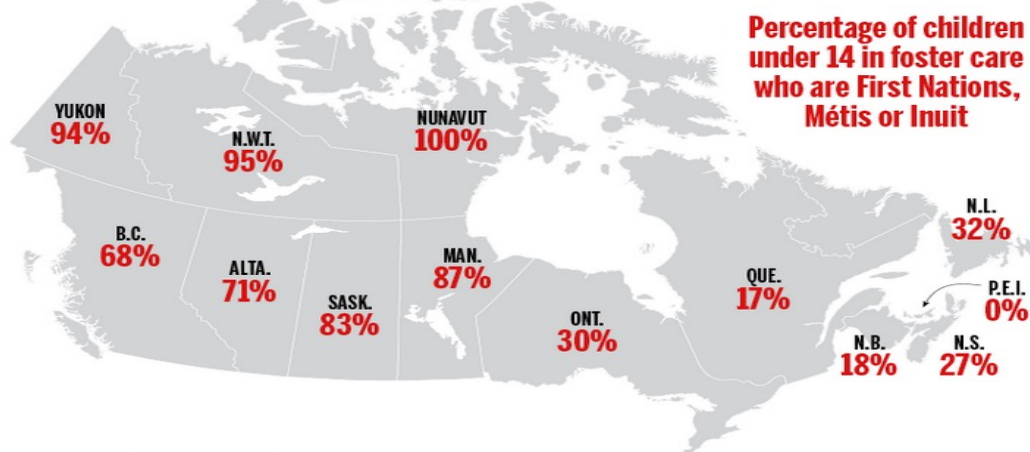 Percentage of children
under 14 in foster care
who are First Nations,
Métis or Inuit
YUKON
94%
N.W.T.
95%
NUNAVUT
100%
B.C.
68%
ALTA.
71%
SASK.
83%
MAN.
87%
ONT.
30%
QUE.
17%
N.L.
32%
P.E.I.
0%
N.B.
18%
N.S.
27%